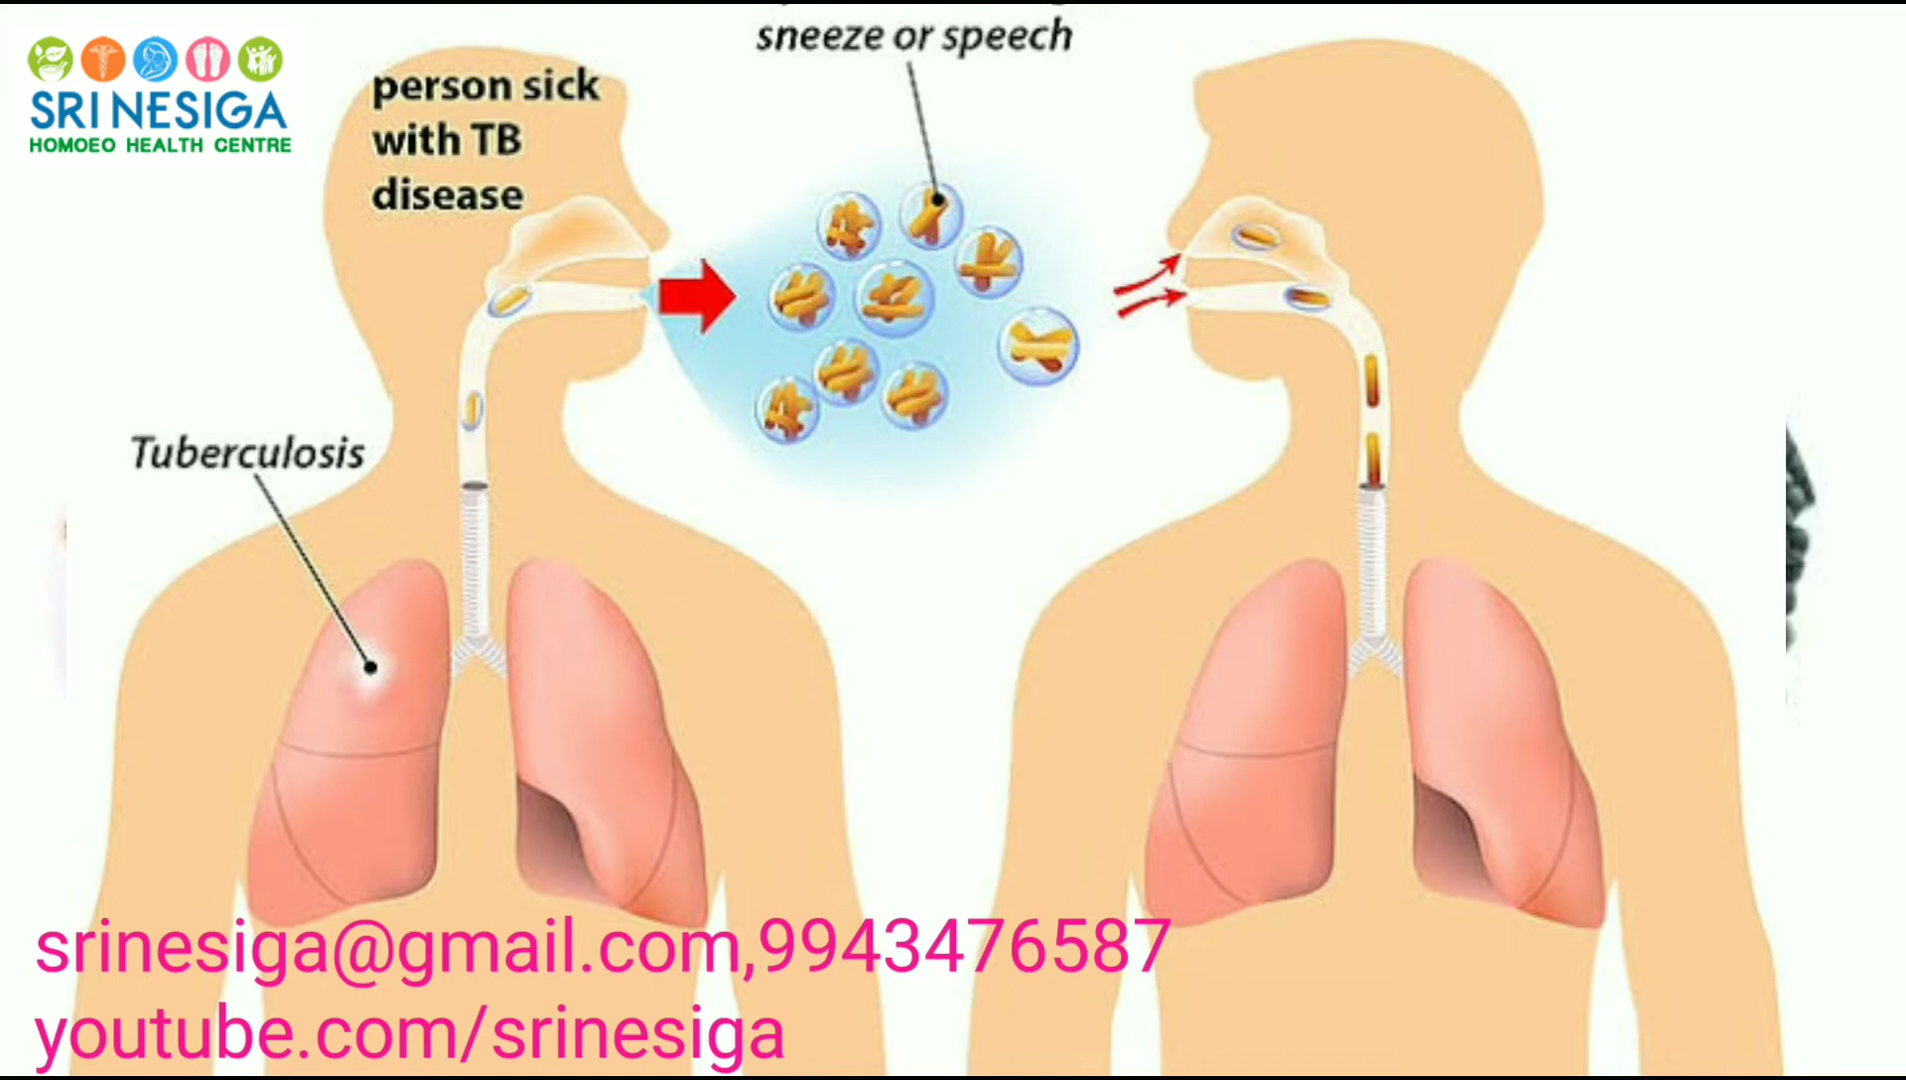 SRI NESIGA
HOMOEO HEALTH CENTRE
person sick
with TB
disease
sneeze or speech
Tuberculosis
srinesiga@gmail.com,9943476587
youtube.com/srinesiga